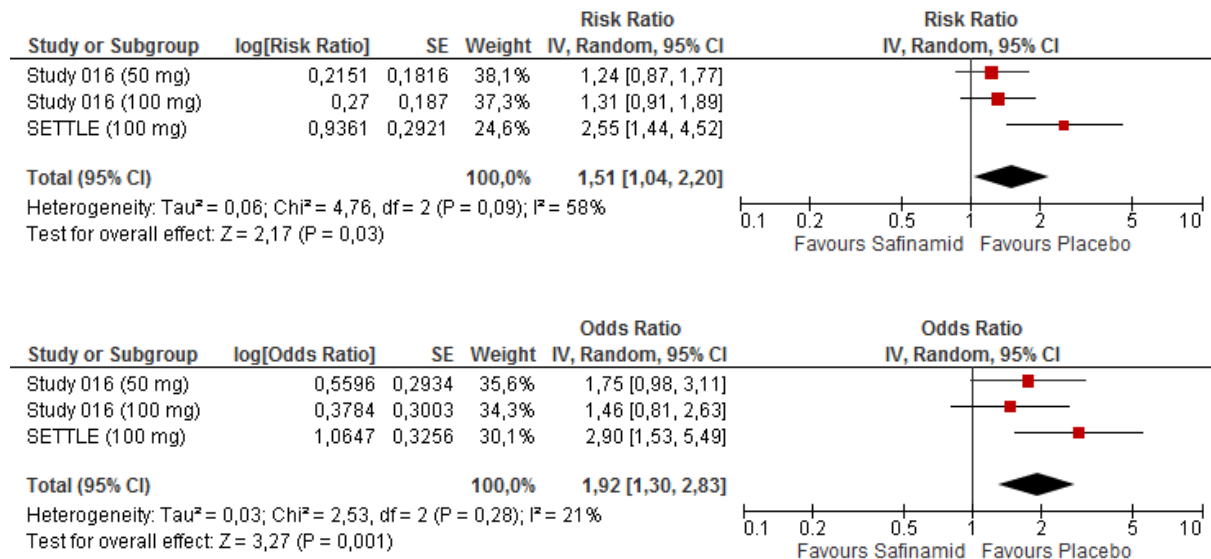 Risk Ratio Risk Ratio
Study or Subgroup log[Risk Ratio] SE Weight IV, Random, 95% CI IV, Random, 95% CI
Study 016 (50 mg) 0,2151 0,1816 38,1% 1,24 [0,87, 1,77]
Study 016 (100 mg) 0,27 0,187 37,3% 1,31 [0,91, 1,89]
SETTLE (100 mg) 0,9361 0,2921 24,6% 2,55 [1,44, 4,52]
Total (95% CI) 100,0% 1,51 [1,04, 2,20]
Heterogeneity: Tau² = 0,06; Chi² = 4,76, df = 2 (P = 0,09); I² = 58%
Test for overall effect: Z = 2,17 (P = 0,03)
0.1 0.2 0.5 1 2 5 10
Favours Safinamid Favours Placebo
Odds Ratio Odds Ratio
Study or Subgroup log[Odds Ratio] SE Weight IV, Random, 95% CI IV, Random, 95% CI
Study 016 (50 mg) 0,5596 0,2934 35,6% 1,75 [0,98, 3,11]
Study 016 (100 mg) 0,3784 0,3003 34,3% 1,46 [0,81, 2,63]
SETTLE (100 mg) 1,0647 0,3256 30,1% 2,90 [1,53, 5,49]
Total (95% CI) 100,0% 1,92 [1,30, 2,83]
Heterogeneity: Tau² = 0,03; Chi² = 2,53, df = 2 (P = 0,28); I² = 21%
Test for overall effect: Z = 3,27 (P = 0,001)
0.1 0.2 0.5 1 2 5 10
Favours Safinamid Favours Placebo